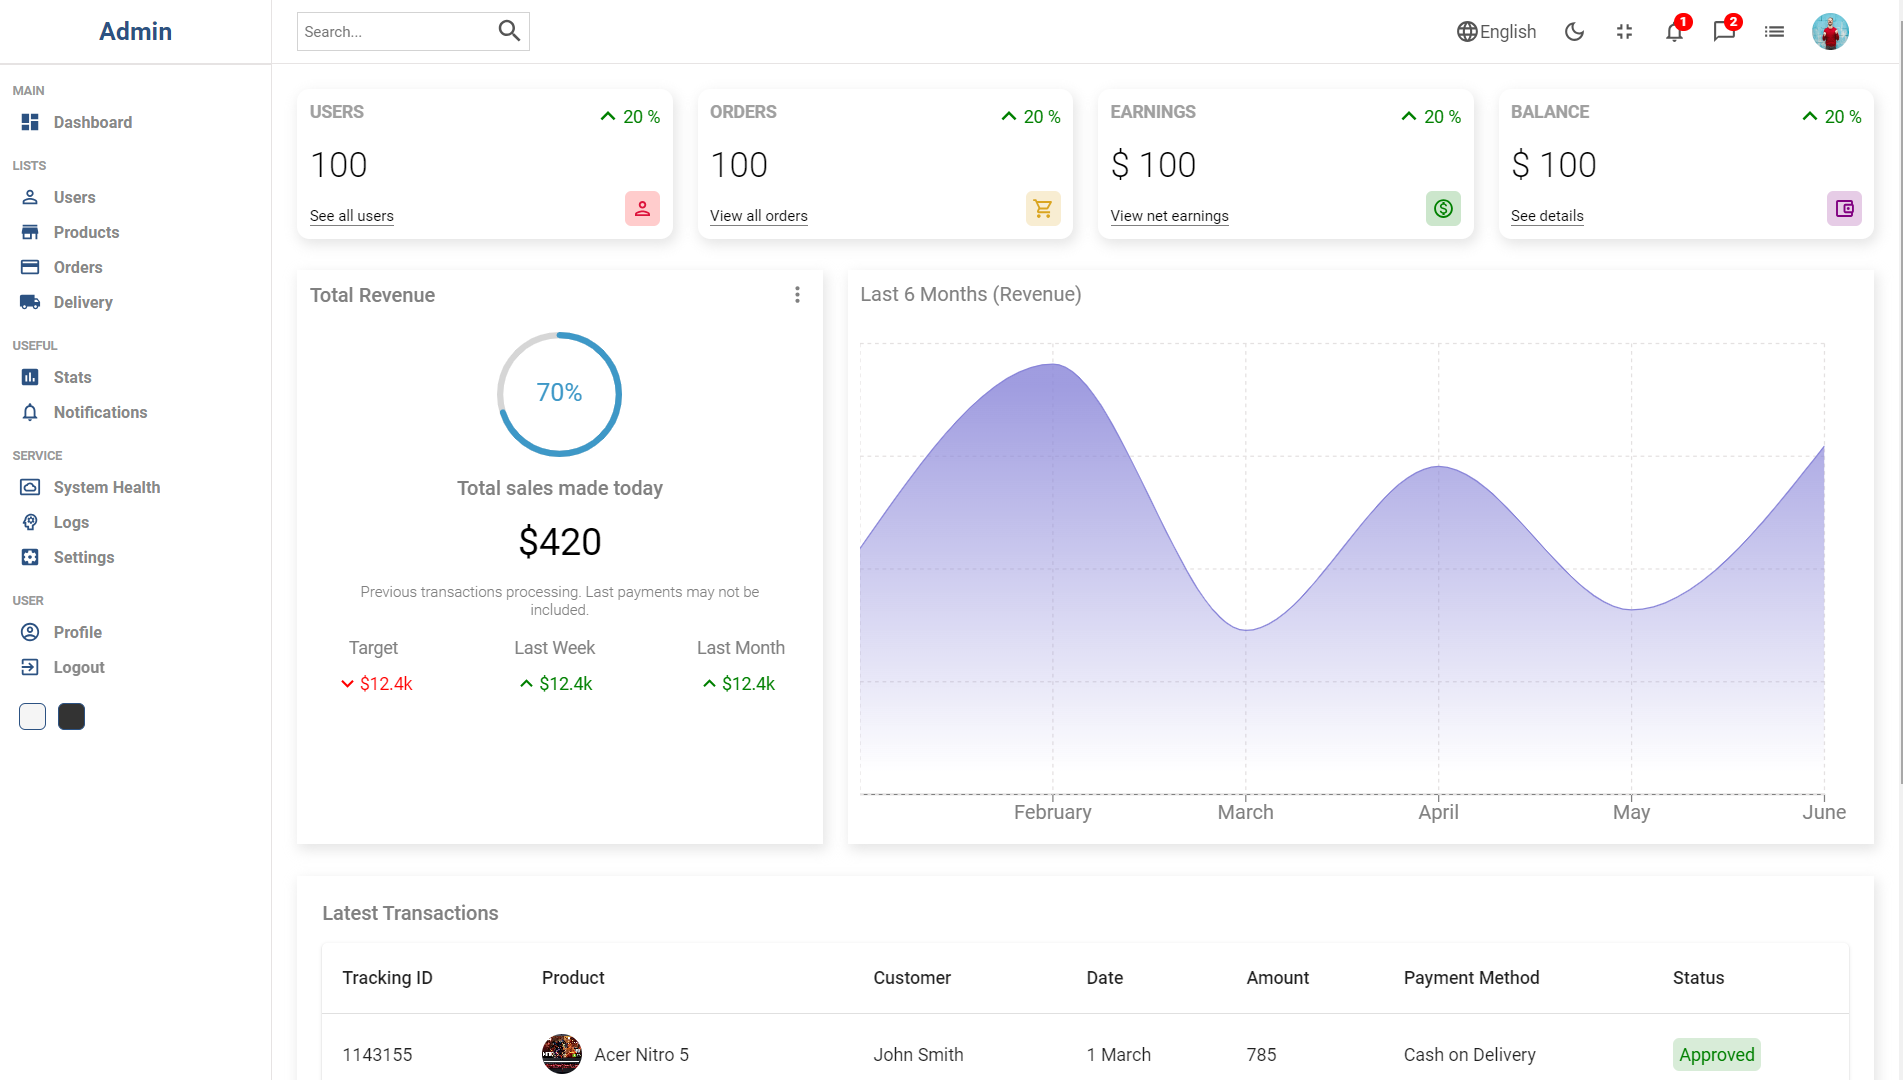 Admin
Search...
English
1
2
MAIN
Dashboard
LISTS
Users
Products
Orders
Delivery
USEFUL
Stats
Notifications
SERVICE
System Health
Logs
Settings
USER
Profile
Logout
USERS
20 %
100
See all users
ORDERS
20 %
100
View all orders
EARNINGS
20 %
$ 100
View net earnings
BALANCE
20 %
$ 100
See details
Total Revenue
70%
Total sales made today
$420
Previous transactions processing. Last payments may not be
included.
Target
Last Week
Last Month
$12.4k
$12.4k
$12.4k
Last 6 Months (Revenue)
February
March
April
May
June
Latest Transactions
Tracking ID
Product
Customer
Date
Amount
Payment Method
Status
1143155
Acer Nitro 5
John Smith
1 March
785
Cash on Delivery
Approved